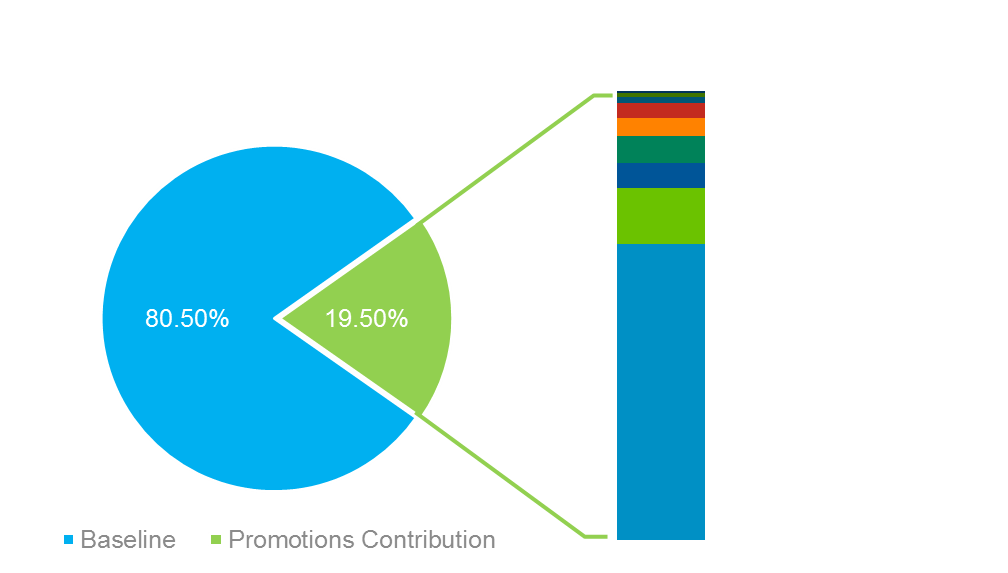 80.50%
19.50%
Baseline
Promotions Contribution